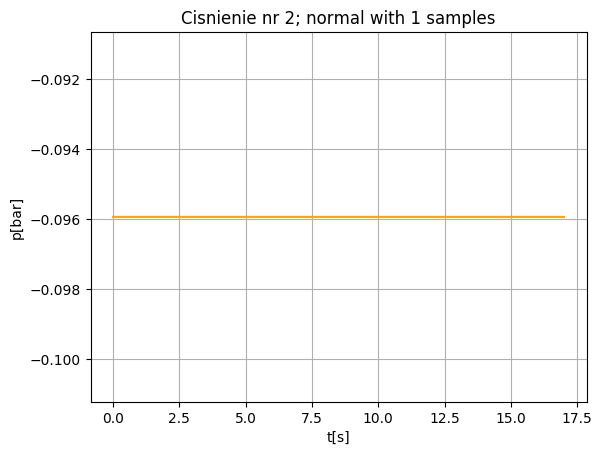 Cisnienie nr 2; normal with 1 samples
p[bar]
−0.092
−0.094
−0.096
−0.098
−0.100
0.0 2.5 5.0 7.5 10.0 12.5 15.0 17.5
t[s]